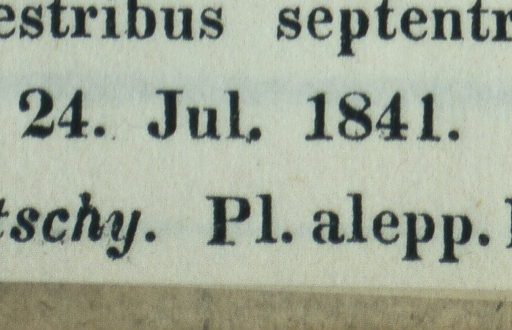 estribus septentr
24. Jul. 1841.
tschy. Pl. alepp.